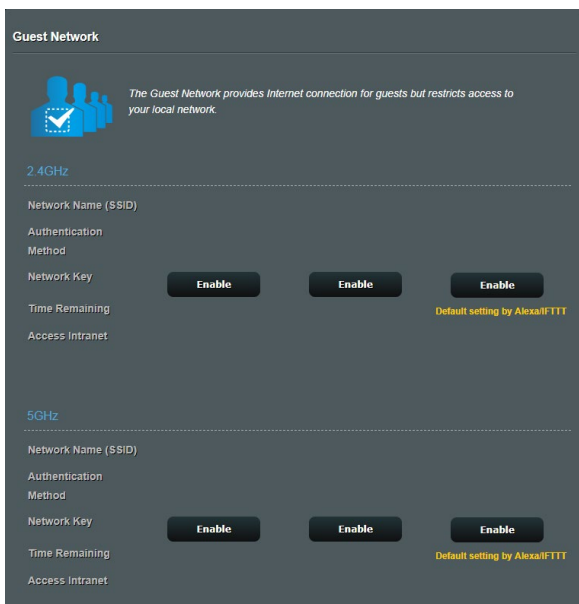 Guest Network
The Guest Network provides Internet connection for guests but restricts access to
your local network.
2.4GHz
Network Name (SSID)
Authentication
Method
Network Key
Enable Enable Enable
Time Remaining
Default setting by Alexa/IFTTT
Access Intranet
5GHz
Network Name (SSID)
Authentication
Method
Network Key
Enable Enable Enable
Time Remaining
Default setting by Alexa/IFTTT
Access Intranet